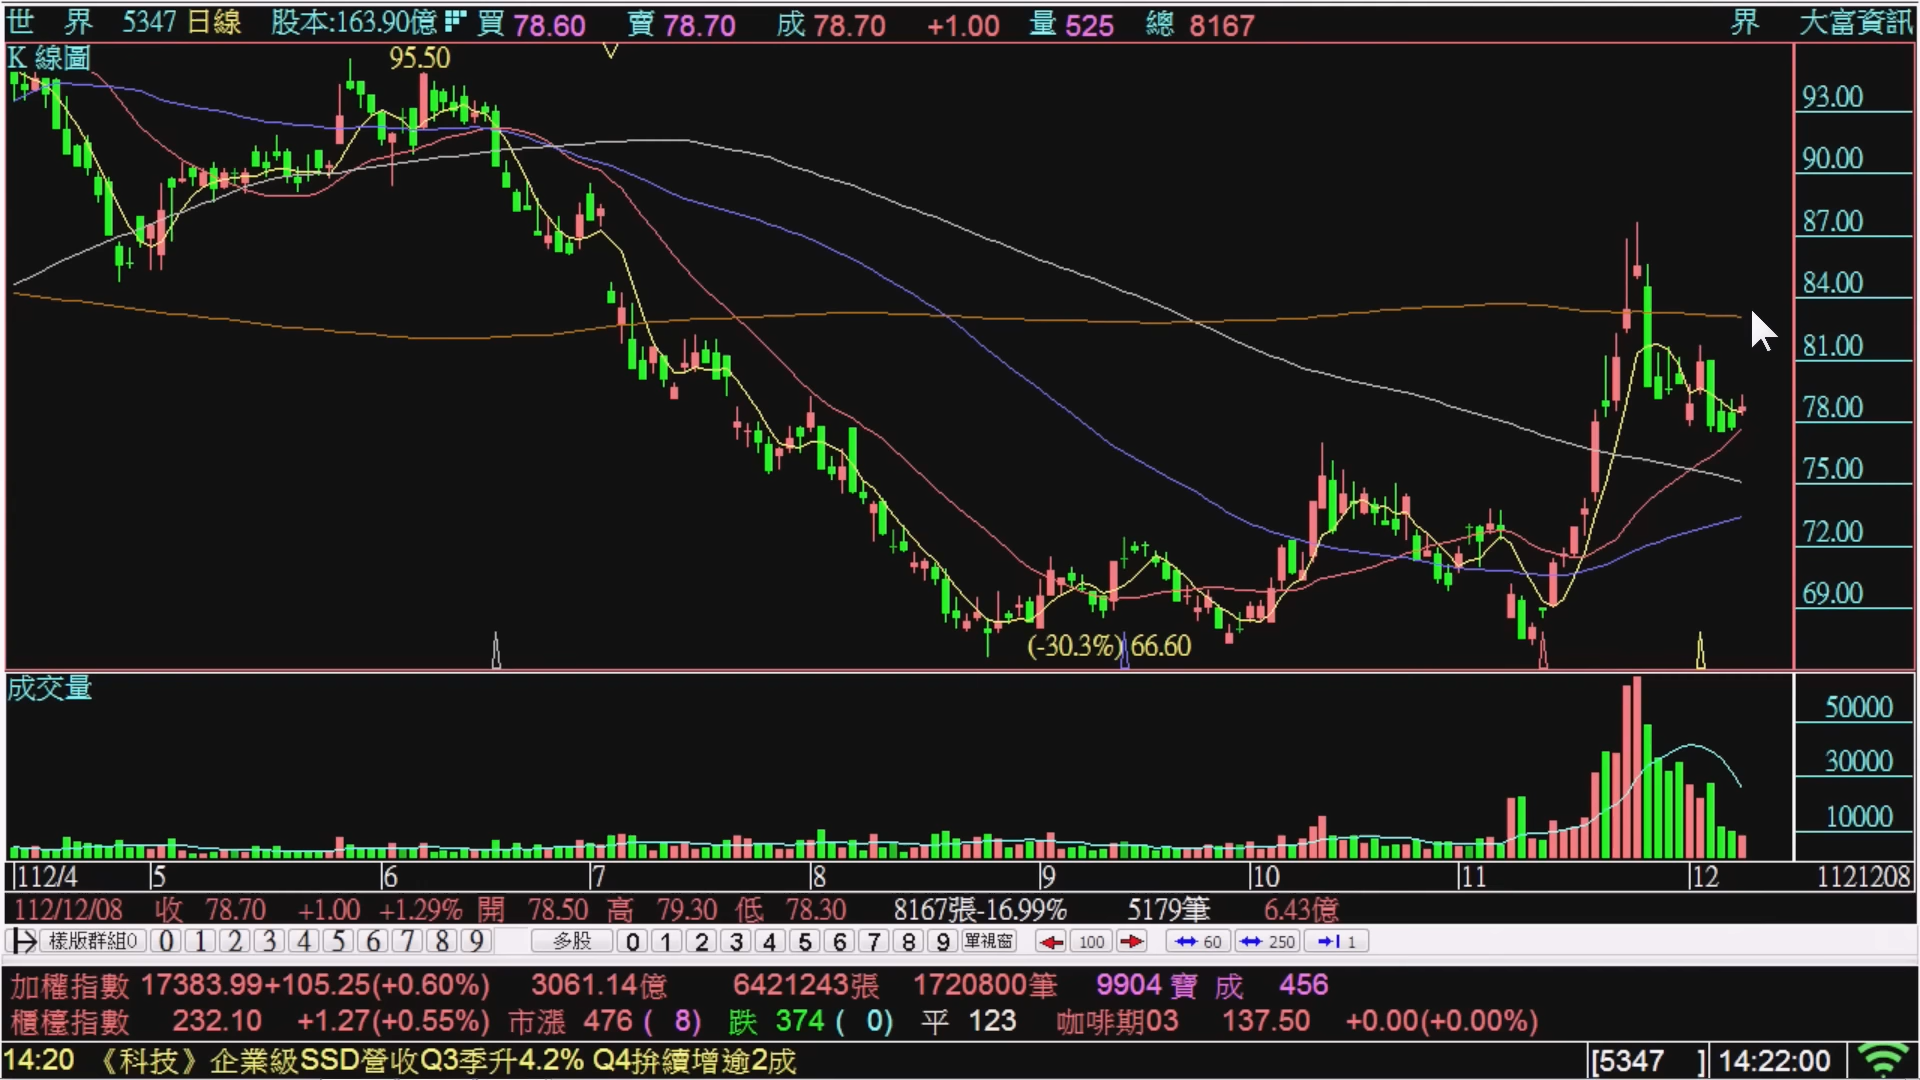 世 界 5347 日線 股本:163.90億 買 78.60 賣 78.70 成 78.70 +1.00 量 525 總 8167 界 大富資訊
K 線圖
95.50
93.00
90.00
87.00
84.00
81.00
78.00
75.00
72.00
69.00
(-30.3%) 66.60
成交量
50000
30000
10000
112/4 5 6 7 8 9 10 11 12 1121208
112/12/08 收 78.70 +1.00 +1.29% 開 78.50 高 79.30 低 78.30 8167張-16.99% 5179筆 6.43億
樣版群組0 0 1 2 3 4 5 6 7 8 9 多股 0 1 2 3 4 5 6 7 8 9 單視窗 100 60 250 1
加權指數 17383.99+105.25(+0.60%) 3061.14億 6421243張 1720800筆 9904 寶 成 456
櫃檯指數 232.10 +1.27(+0.55%) 市漲 476 ( 8) 跌 374 ( 0) 平 123 咖啡期03 137.50 +0.00(+0.00%)
14:20 《科技》企業級SSD營收Q3季升4.2% Q4拚續增逾2成 [5347 ] 14:22:00